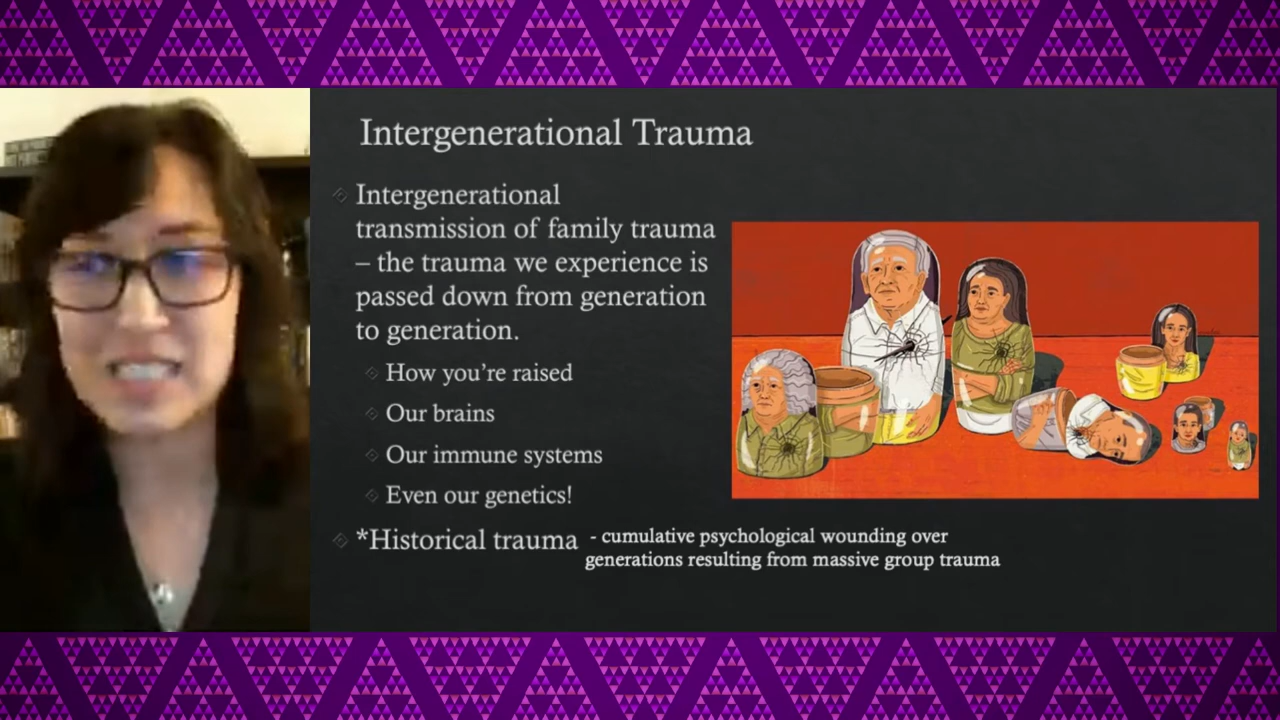 Intergenerational Trauma
Intergenerational
transmission of family trauma
– the trauma we experience is
passed down from generation
to generation.
How you're raised
Our brains
Our immune systems
Even our genetics!
*Historical trauma - cumulative psychological wounding over
generations resulting from massive group trauma